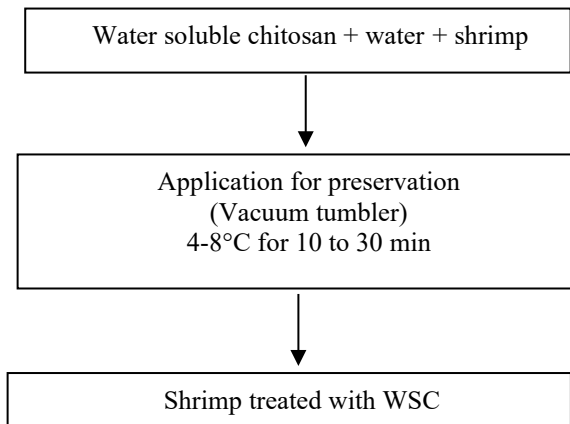 Water soluble chitosan + water + shrimp
Application for preservation
(Vacuum tumbler)
4-8°C for 10 to 30 min
Shrimp treated with WSC